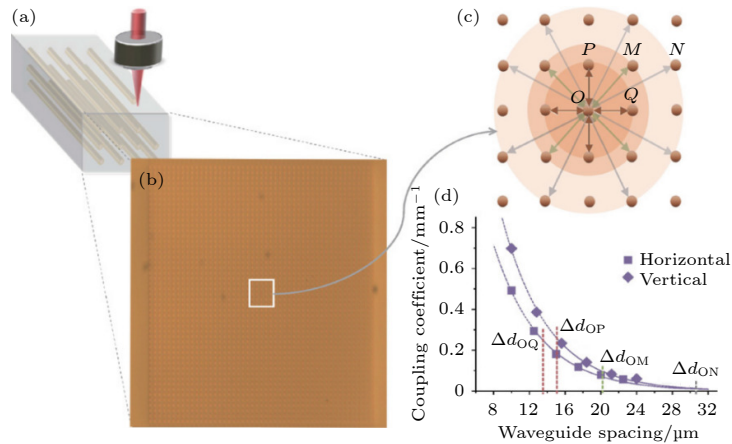 (a)
(b)
(c)
P M N
O Q
(d)
Coupling coefficient/mm⁻¹
0.8
0.6
0.4
0.2
0
Horizontal
Vertical
Δd_OQ
Δd_OP
Δd_OM
Δd_ON
8 12 16 20 24 28 32
Waveguide spacing/μm